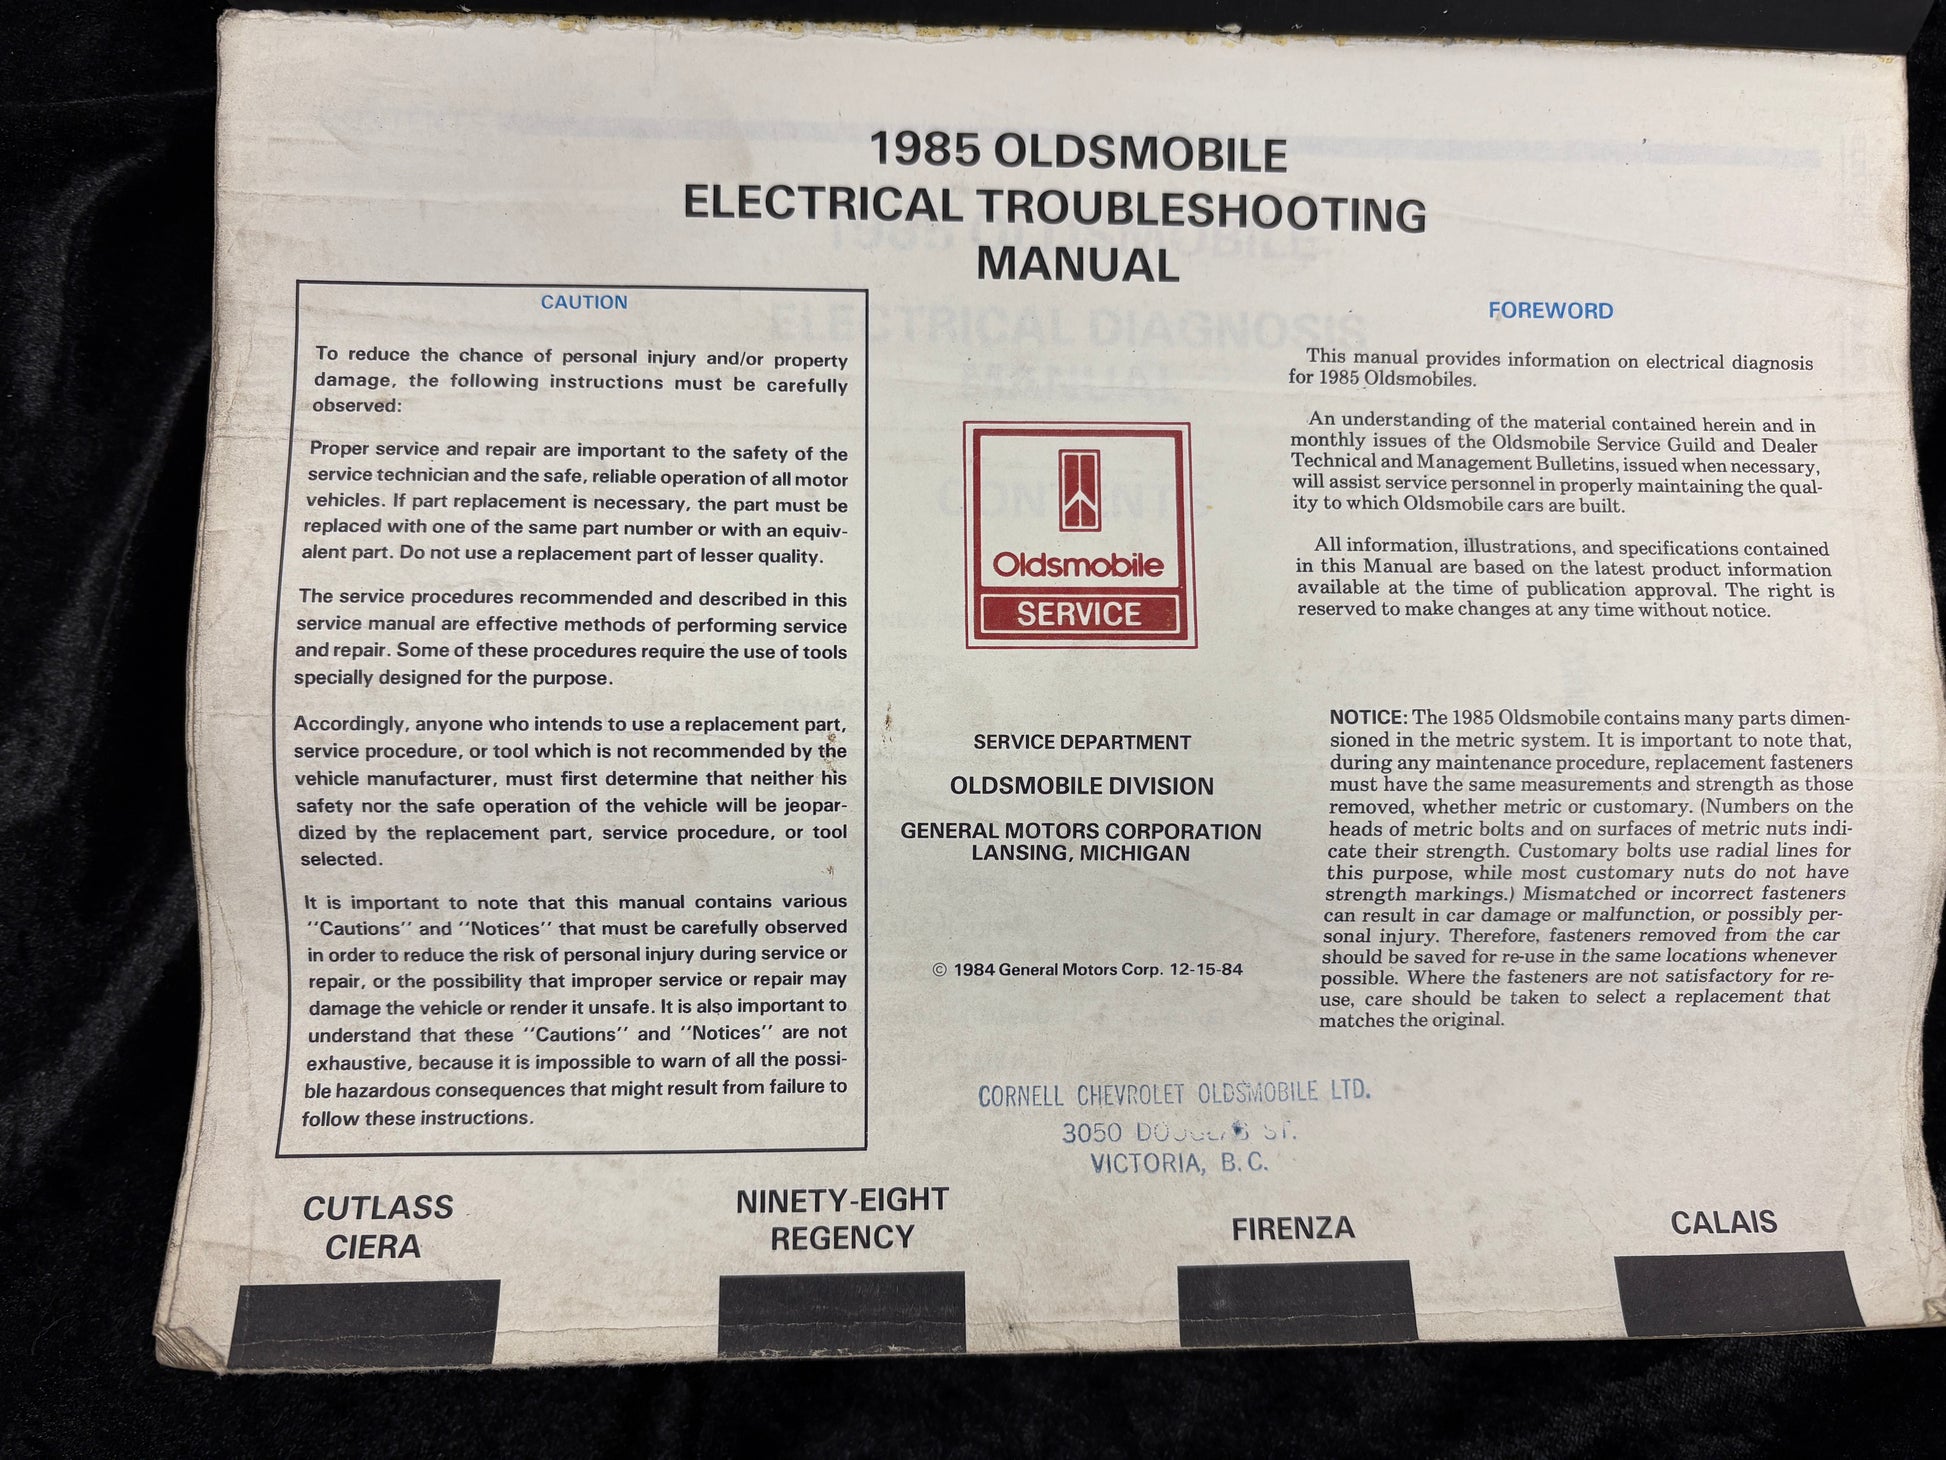 1985 OLDSMOBILE
ELECTRICAL TROUBLESHOOTING
MANUAL
CAUTION
To reduce the chance of personal injury and/or property
damage, the following instructions must be carefully
observed:
Proper service and repair are important to the safety of the
service technician and the safe, reliable operation of all motor
vehicles. If part replacement is necessary, the part must be
replaced with one of the same part number or with an equiv-
alent part. Do not use a replacement part of lesser quality.
The service procedures recommended and described in this
service manual are effective methods of performing service
and repair. Some of these procedures require the use of tools
specially designed for the purpose.
Accordingly, anyone who intends to use a replacement part,
service procedure, or tool which is not recommended by the
vehicle manufacturer, must first determine that neither his
safety nor the safe operation of the vehicle will be jeopar-
dized by the replacement part, service procedure, or tool
selected.
It is important to note that this manual contains various
''Cautions'' and ''Notices'' that must be carefully observed
in order to reduce the risk of personal injury during service or
repair, or the possibility that improper service or repair may
damage the vehicle or render it unsafe. It is also important to
understand that these ''Cautions'' and ''Notices'' are not
exhaustive, because it is impossible to warn of all the possi-
ble hazardous consequences that might result from failure to
follow these instructions.
Oldsmobile
SERVICE
SERVICE DEPARTMENT
OLDSMOBILE DIVISION
GENERAL MOTORS CORPORATION
LANSING, MICHIGAN
© 1984 General Motors Corp. 12-15-84
CORNELL CHEVROLET OLDSMOBILE LTD.
3050 DOUGLAS ST.
VICTORIA, B.C.
FOREWORD
This manual provides information on electrical diagnosis
for 1985 Oldsmobiles.
An understanding of the material contained herein and in
monthly issues of the Oldsmobile Service Guild and Dealer
Technical and Management Bulletins, issued when necessary,
will assist service personnel in properly maintaining the qual-
ity to which Oldsmobile cars are built.
All information, illustrations, and specifications contained
in this Manual are based on the latest product information
available at the time of publication approval. The right is
reserved to make changes at any time without notice.
NOTICE: The 1985 Oldsmobile contains many parts dimen-
sioned in the metric system. It is important to note that,
during any maintenance procedure, replacement fasteners
must have the same measurements and strength as those
removed, whether metric or customary. (Numbers on the
heads of metric bolts and on surfaces of metric nuts indi-
cate their strength. Customary bolts use radial lines for
this purpose, while most customary nuts do not have
strength markings.) Mismatched or incorrect fasteners
can result in car damage or malfunction, or possibly per-
sonal injury. Therefore, fasteners removed from the car
should be saved for re-use in the same locations whenever
possible. Where the fasteners are not satisfactory for re-
use, care should be taken to select a replacement that
matches the original.
CUTLASS
CIERA
NINETY-EIGHT
REGENCY
FIRENZA
CALAIS